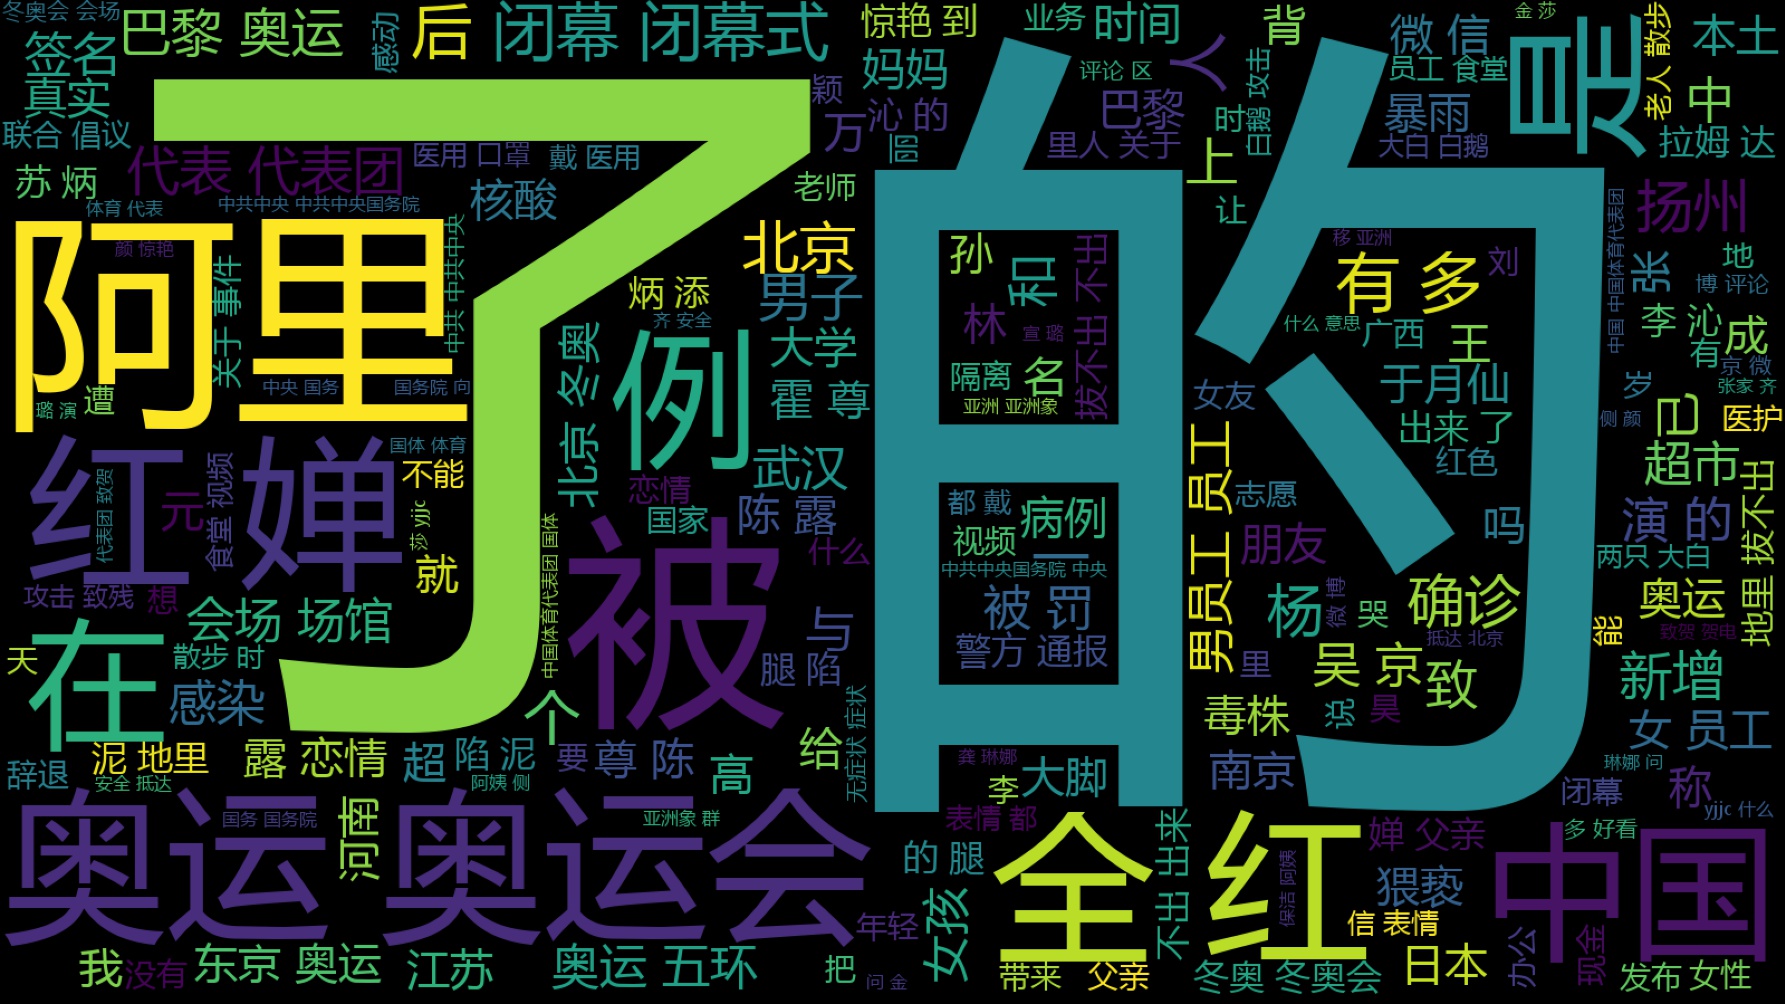 冬奥会 会场
签名
真实
联合 倡议
巴黎 奥运
感动
后
闭幕 闭幕式
惊艳 到
妈妈
业务
时间
评论 区
人
背
白鹅 攻击
微 信
员工 食堂
是
金 莎
老人 散步
本土
中
拉姆 达
了
的
颖
万
沁 的
丽
巴黎
里人 关于
时
上
让
暴雨
大白 白鹅
苏 炳
代表 代表团
医用 口罩
戴 医用
核酸
老师
体育 代表
中共中央 中共中央国务院
中共 中共中央
颜 惊艳
阿里
关于 事件
中央 国务
国务院 向
璐 演
遭
北京
男子
炳 添
齐 安全
北京 冬奥
例
大学
霍 尊
武汉
孙
和
拔不出 不出
林
宣 璐
隔离
名
亚洲 亚洲象
移 亚洲
有 多
刘
什么 意思
广西
王
于月仙
女友
出来 了
红色
扬州
中国 中国体育代表团
张
地
博 评论
李 沁
成
有
京 微
张家 齐
岁
侧 颜
已
医护
超市
红 婵
代表团 致贺
元
食堂 视频
国体 体育
不能
莎 yjjc
就
恋情
国家
陈 露
什么
都 戴
病例
视频
一
中共中央国务院 中央
被 罚
警方 通报
男员工 员工
志愿
朋友
吗
演 的
两只 大白
地里 拔不出
攻击 致残
想
会场 场馆
在
天
散步 时
感染
中国体育代表团 国体
被
与
腿 陷
杨
微 博
哭
确诊
抵达 北京
奥运
致贺 贺电
能
里
吴 京
致
新增
毒株
说
昊
女 员工
辞退
泥 地里
安全 抵达
露 恋情
超
陷 泥
阿姨 侧
个
要
尊 陈
高
给
无症状 症状
龚 琳娜
李
大脚
南京
琳娜 问
闭幕
称
yjjc 什么
奥运
国务 国务院
河南
奥运会
亚洲象 群
表情 都
的 腿
全
不出 出来
红
保洁 阿姨
婵 父亲
猥亵
信 表情
多 好看
中国
我
没有
东京 奥运
江苏
奥运 五环
把
年轻
问 金
女孩
带来
父亲
冬奥 冬奥会
日本
办公
现金
发布
女性